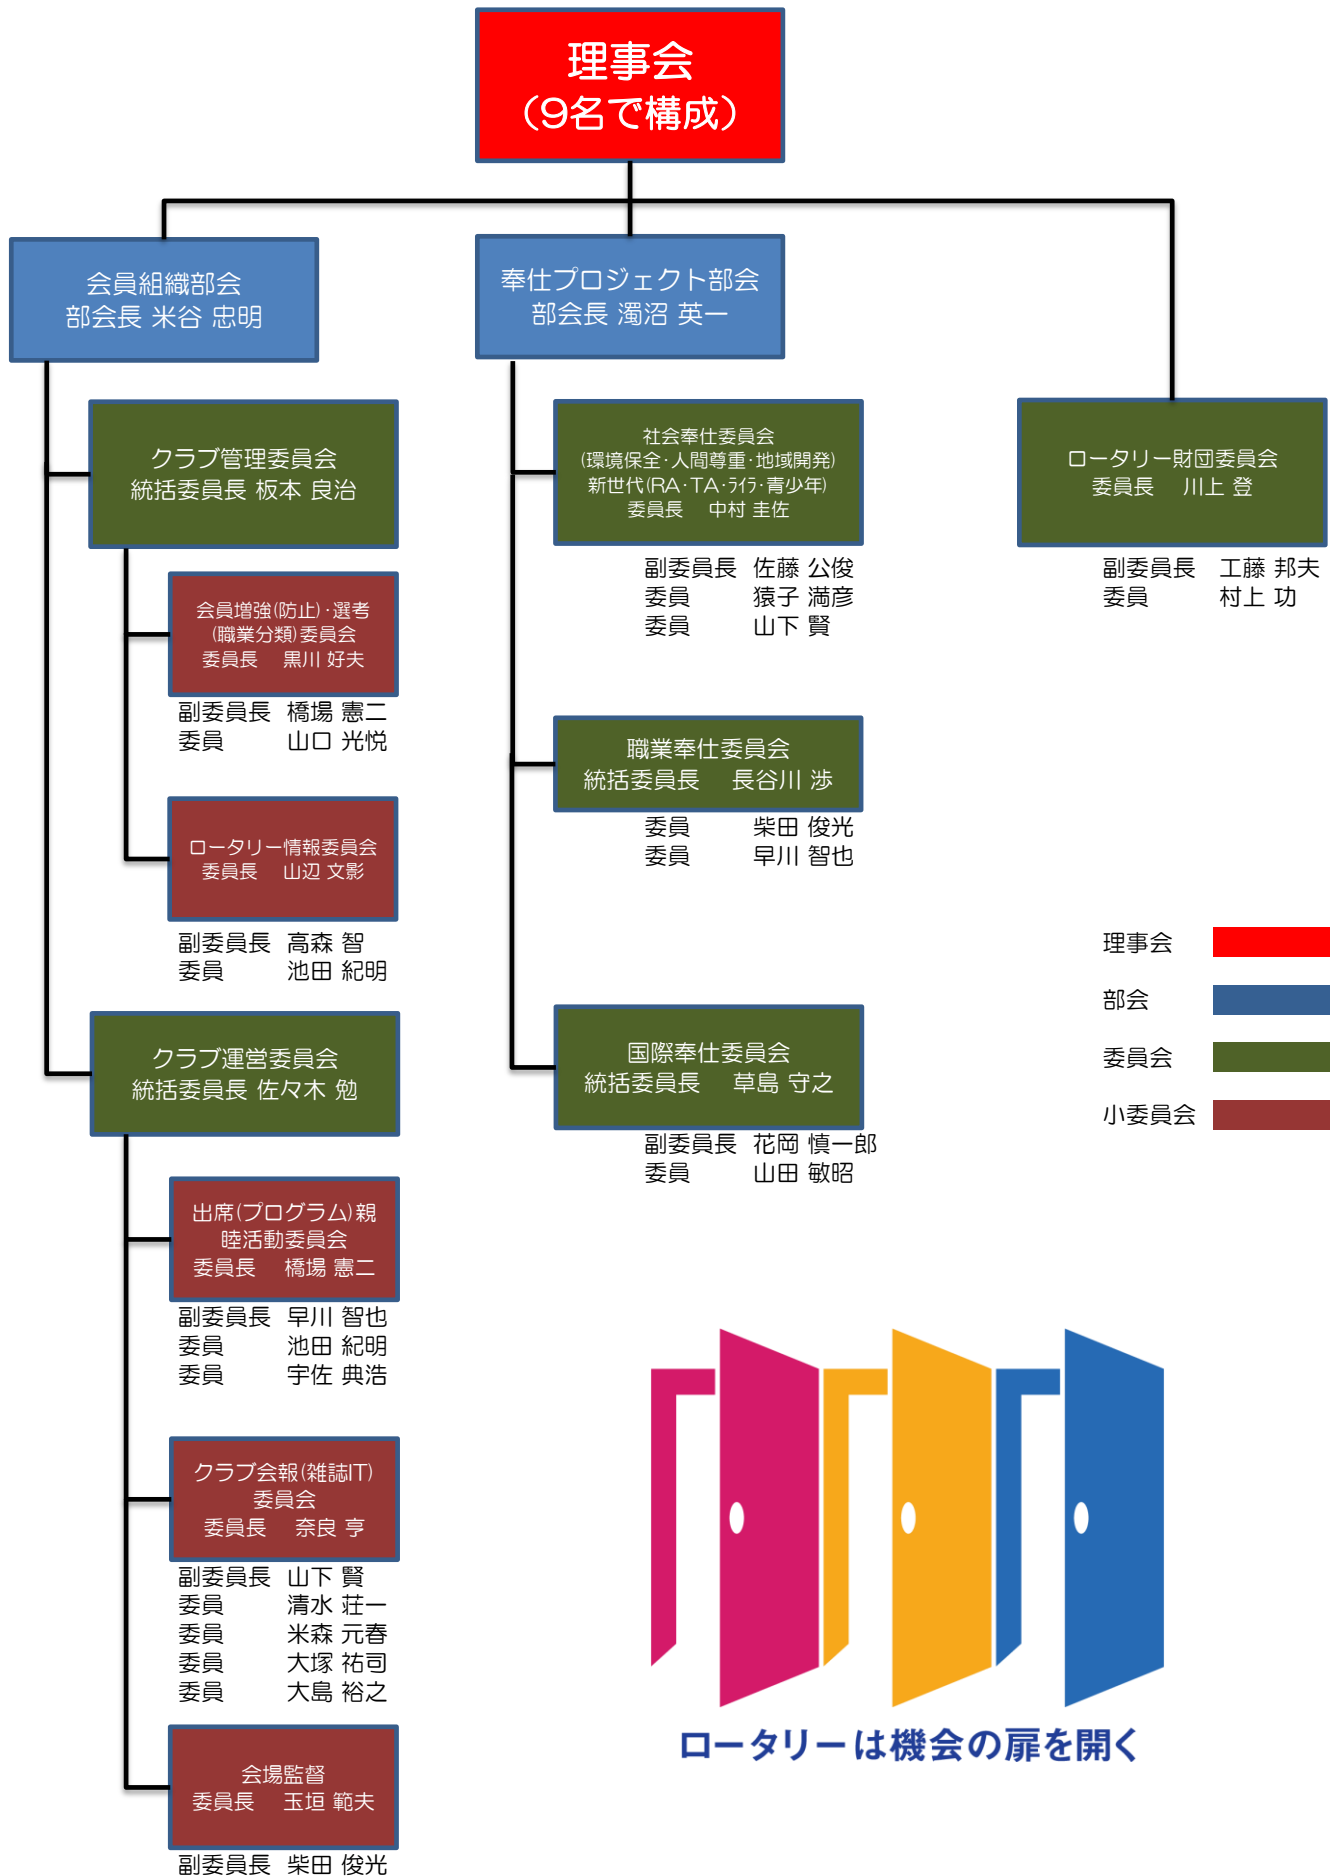 理事会
(9名で構成)
会員組織部会
部会長 米谷 忠明
クラブ管理委員会
統括委員長 板本 良治
会員増強(防止)・選考
(職業分類)委員会
委員長 黒川 好夫
副委員長 橋場 憲二
委員 山口 光悦
ロータリー情報委員会
委員長 山辺 文影
副委員長 高森 智
委員 池田 紀明
クラブ運営委員会
統括委員長 佐々木 勉
出席(プログラム)親
睦活動委員会
委員長 橋場 憲二
副委員長 早川 智也
委員 池田 紀明
委員 宇佐 典浩
クラブ会報(雑誌IT)
委員会
委員長 奈良 亨
副委員長 山下 賢
委員 清水 荘一
委員 米森 元春
委員 大塚 祐司
委員 大島 裕之
会場監督
委員長 玉垣 範夫
副委員長 柴田 俊光
奉仕プロジェクト部会
部会長 濁沼 英一
社会奉仕委員会
(環境保全・人間尊重・地域開発)
新世代(RA・TA・ﾗｲﾗ・青少年)
委員長 中村 圭佐
副委員長 佐藤 公俊
委員 猿子 満彦
委員 山下 賢
職業奉仕委員会
統括委員長 長谷川 渉
委員 柴田 俊光
委員 早川 智也
国際奉仕委員会
統括委員長 草島 守之
副委員長 花岡 慎一郎
委員 山田 敏昭
ロータリー財団委員会
委員長 川上 登
副委員長 工藤 邦夫
委員 村上 功
理事会
部会
委員会
小委員会
ロータリーは機会の扉を開く